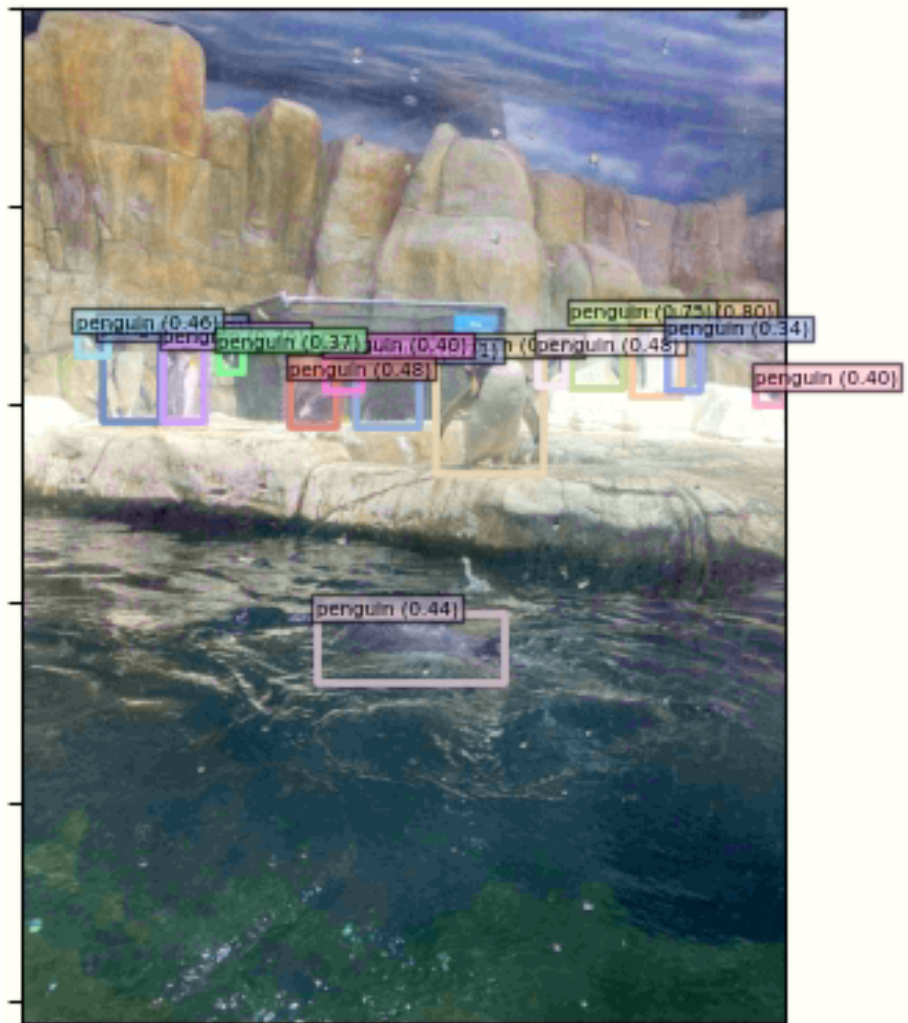 penguin (0.75)
0.80)
penguin (0.46)
penguin (0.34)
penguin (0.37)
penguin (0.40)
penguin (0.48)
penguin (0.48)
penguin (0.40)
penguin (0.44)